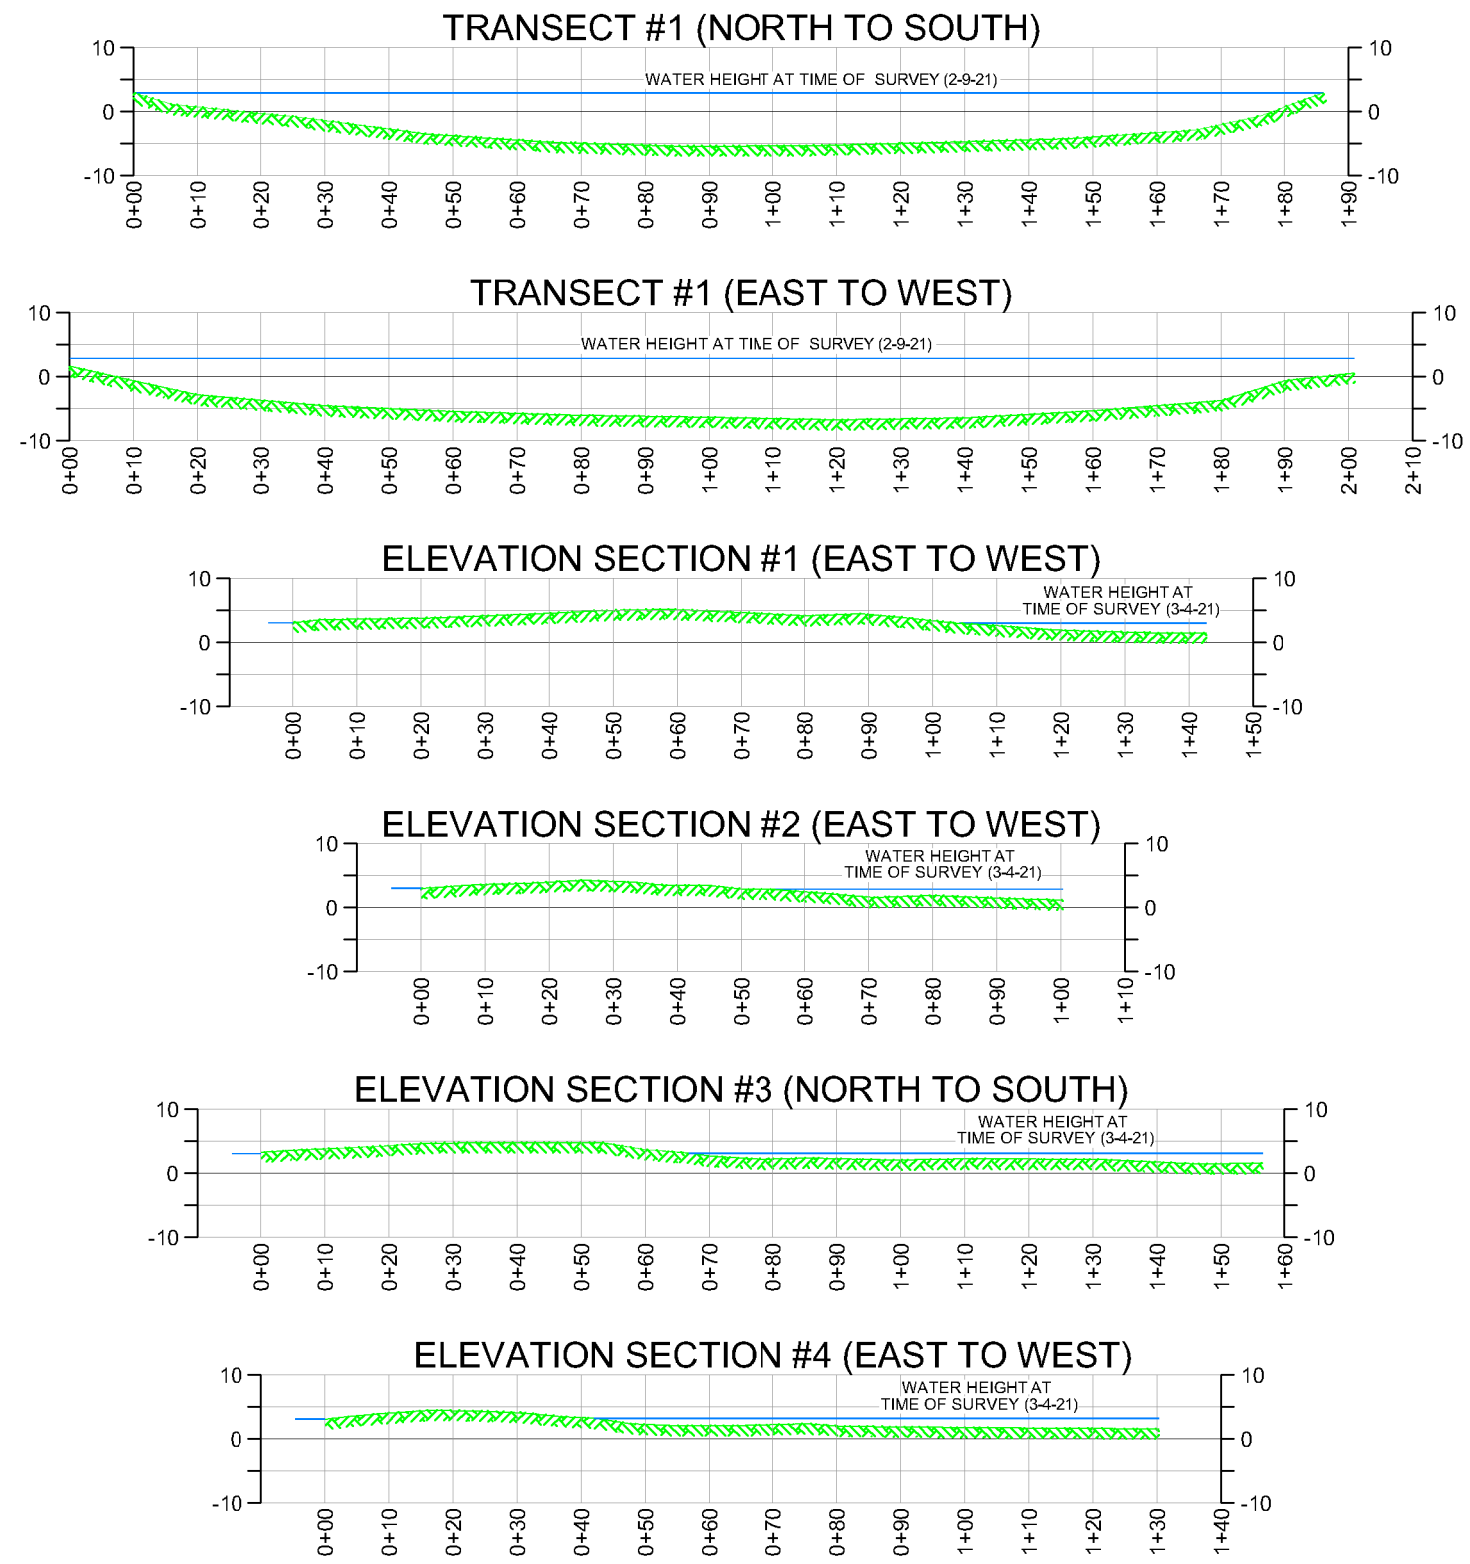 TRANSECT #1 (NORTH TO SOUTH)
10 10
WATER HEIGHT AT TIME OF SURVEY (2-9-21)
0 0
-10 -10
0+00 0+10 0+20 0+30 0+40 0+50 0+60 0+70 0+80 0+90 1+00 1+10 1+20 1+30 1+40 1+50 1+60 1+70 1+80 1+90
TRANSECT #1 (EAST TO WEST)
10 10
WATER HEIGHT AT TIME OF SURVEY (2-9-21)
0 0
-10 -10
0+00 0+10 0+20 0+30 0+40 0+50 0+60 0+70 0+80 0+90 1+00 1+10 1+20 1+30 1+40 1+50 1+60 1+70 1+80 1+90 2+00 2+10
ELEVATION SECTION #1 (EAST TO WEST)
10 10
WATER HEIGHT AT
TIME OF SURVEY (3-4-21)
0 0
-10 -10
0+00 0+10 0+20 0+30 0+40 0+50 0+60 0+70 0+80 0+90 1+00 1+10 1+20 1+30 1+40 1+50
ELEVATION SECTION #2 (EAST TO WEST)
10 10
WATER HEIGHT AT
TIME OF SURVEY (3-4-21)
0 0
-10 -10
0+00 0+10 0+20 0+30 0+40 0+50 0+60 0+70 0+80 0+90 1+00 1+10
ELEVATION SECTION #3 (NORTH TO SOUTH)
10 10
WATER HEIGHT AT
TIME OF SURVEY (3-4-21)
0 0
-10 -10
0+00 0+10 0+20 0+30 0+40 0+50 0+60 0+70 0+80 0+90 1+00 1+10 1+20 1+30 1+40 1+50 1+60
ELEVATION SECTION #4 (EAST TO WEST)
10 10
WATER HEIGHT AT
TIME OF SURVEY (3-4-21)
0 0
-10 -10
0+00 0+10 0+20 0+30 0+40 0+50 0+60 0+70 0+80 0+90 1+00 1+10 1+20 1+30 1+40